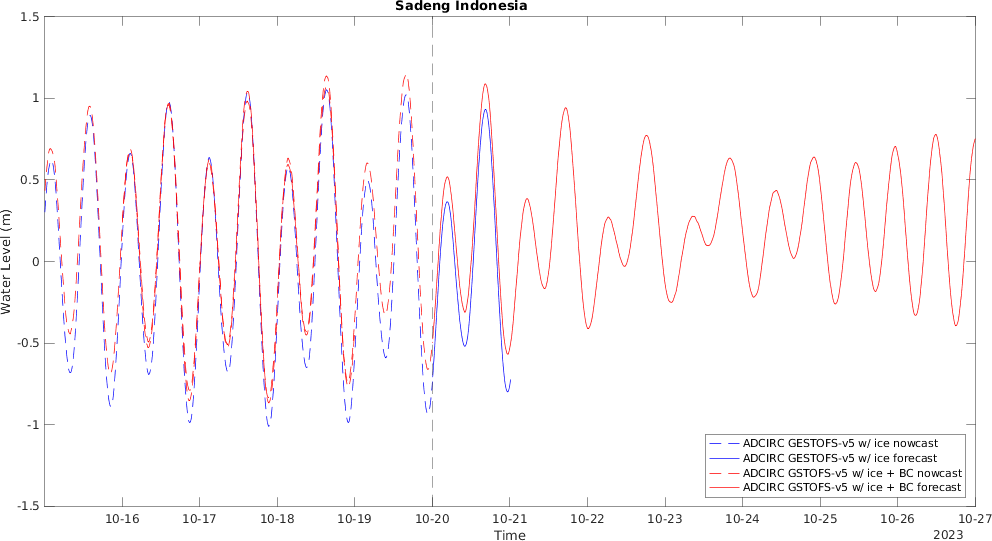 Sadeng Indonesia
1.5
1
0.5
0
-0.5
-1
-1.5
Water Level (m)
10-16 10-17 10-18 10-19 10-20 10-21 10-22 10-23 10-24 10-25 10-26 10-27
Time
2023
ADCIRC GESTOFS-v5 w/ ice nowcast
ADCIRC GESTOFS-v5 w/ ice forecast
ADCIRC GSTOFS-v5 w/ ice + BC nowcast
ADCIRC GSTOFS-v5 w/ ice + BC forecast